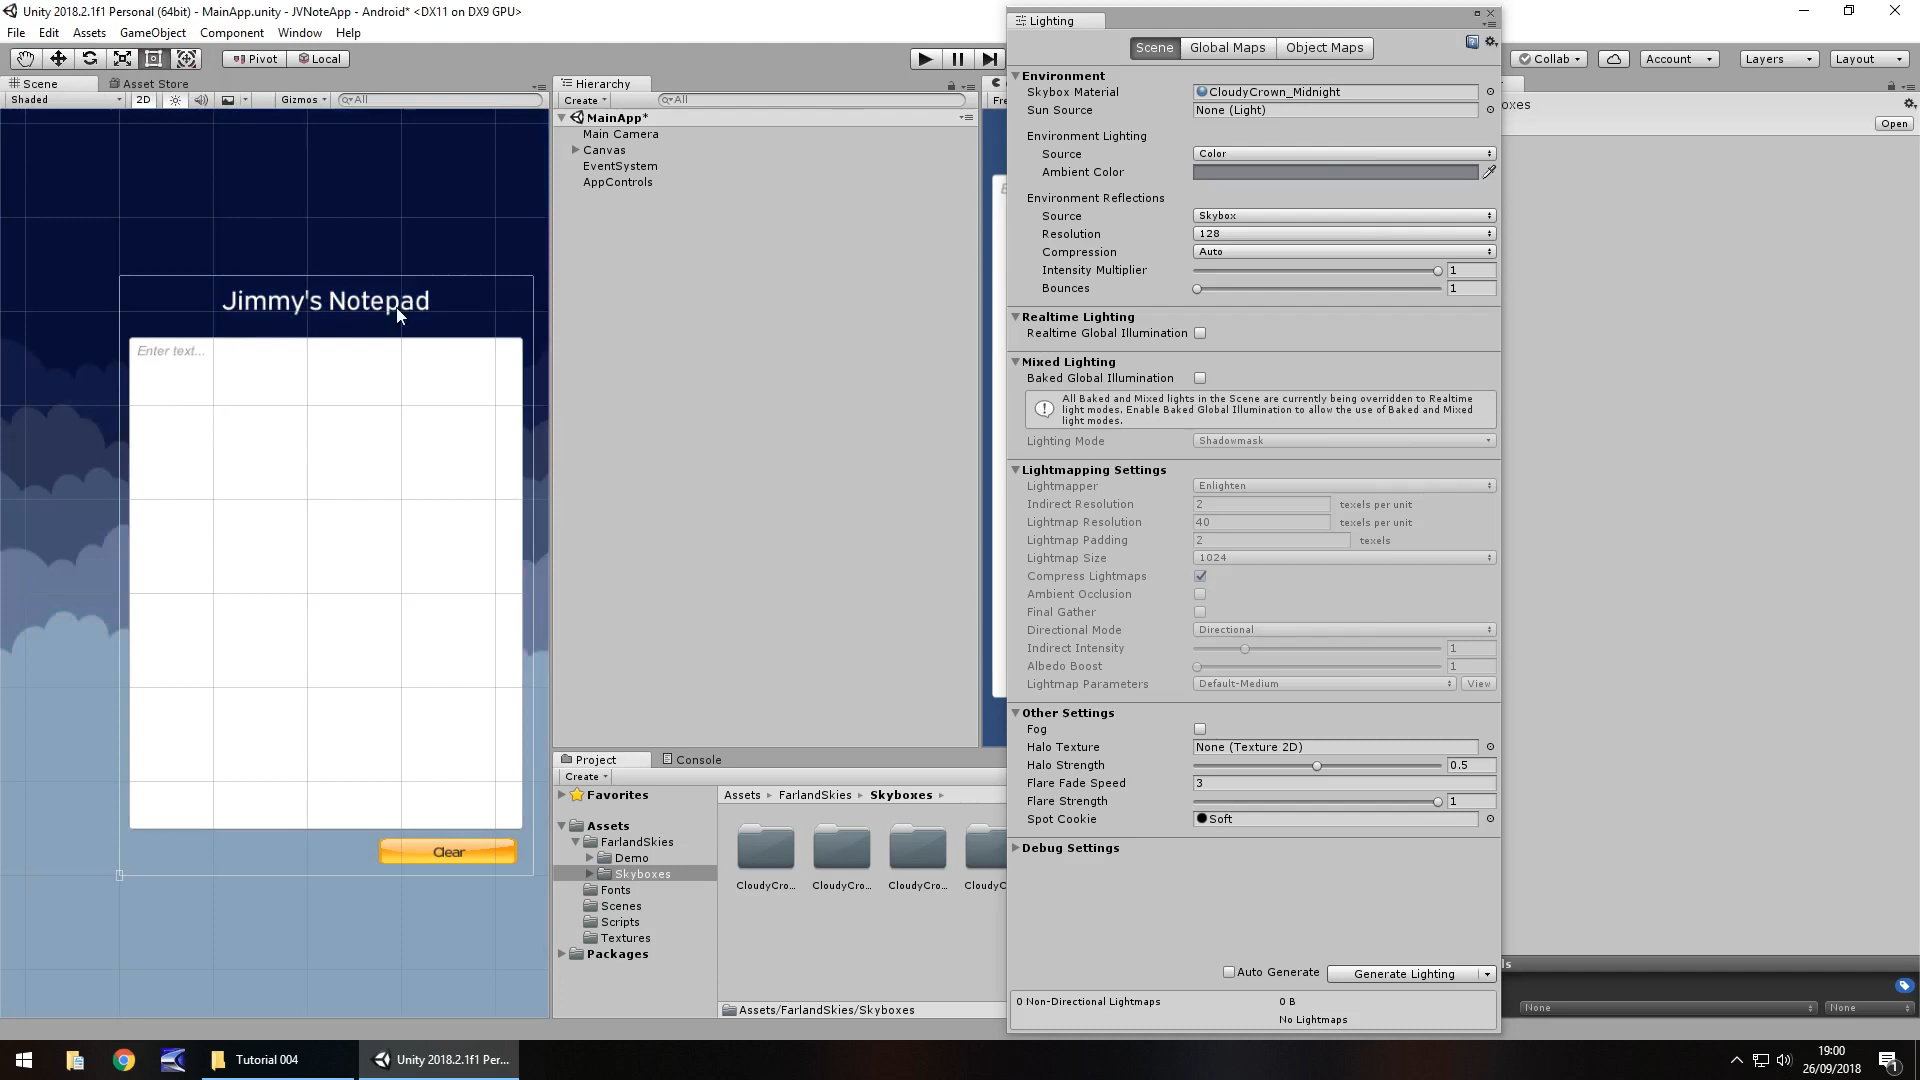 Unity 2018.2.1f1 Personal (64bit) - MainApp.unity - JVNoteApp - Android* <DX11 on DX9 GPU>
File Edit Assets GameObject Component Window Help
Pivot Local
Collab Account Layers Layout
Scene Asset Store
Shaded 2D Gizmos All
Hierarchy
Create All
MainApp*
Main Camera
Canvas
EventSystem
AppControls
Jimmy's Notepad
Enter text...
Clear
Lighting
Scene Global Maps Object Maps
Environment
Skybox Material CloudyCrown_Midnight
Sun Source None (Light)
Environment Lighting
Source Color
Ambient Color
Environment Reflections
Source Skybox
Resolution 128
Compression Auto
Intensity Multiplier 1
Bounces 1
Realtime Lighting
Realtime Global Illumination
Mixed Lighting
Baked Global Illumination
All Baked and Mixed lights in the Scene are currently being overridden to Realtime
light modes. Enable Baked Global Illumination to allow the use of Baked and Mixed
light modes.
Lighting Mode Shadowmask
Lightmapping Settings
Lightmapper Enlighten
Indirect Resolution 2 texels per unit
Lightmap Resolution 40 texels per unit
Lightmap Padding 2 texels
Lightmap Size 1024
Compress Lightmaps
Ambient Occlusion
Final Gather
Directional Mode Directional
Indirect Intensity 1
Albedo Boost 1
Lightmap Parameters Default-Medium View
Other Settings
Fog
Halo Texture None (Texture 2D)
Halo Strength 0.5
Flare Fade Speed 3
Flare Strength 1
Spot Cookie Soft
Debug Settings
Auto Generate Generate Lighting
0 Non-Directional Lightmaps 0 B
No Lightmaps
Open
None None
Project Console
Create
Favorites
Assets
FarlandSkies
Demo
Skyboxes
Fonts
Scenes
Scripts
Textures
Packages
Assets FarlandSkies Skyboxes
CloudyCro... CloudyCro... CloudyCro...
Assets/FarlandSkies/Skyboxes
Tutorial 004
Unity 2018.2.1f1 Per...
19:00
26/09/2018
1